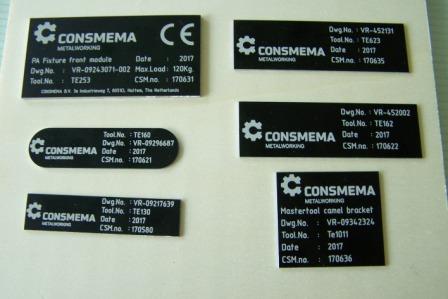 CONSMEMA
METALWORKING
CE
PA Fixture front module Date : 2017
Dwg.No. : VR-09243071-002 Max.Load : 120Kg.
Tool.No. : TE253 CSM.no. : 170631
CONSMEMA B.V. 3e Industrieweg 7, 6051G, Holten, The Netherlands
CONSMEMA
METALWORKING
Dwg.No. : VR-452131
Tool.No. : TE623
Date : 2017
CSM.no. : 170635
CONSMEMA
METALWORKING
Tool.No. : TE160
Dwg.No. : VR-09296687
Date : 2017
CSM.no. : 170621
CONSMEMA
METALWORKING
Dwg.No. : VR-452002
Tool.No. : TE162
Date : 2017
CSM.no. : 170622
CONSMEMA
METALWORKING
Dwg.No. : VR-09217639
Tool.No. : TE130
Date : 2017
CSM.no. : 170580
CONSMEMA
METALWORKING
Mastertool camel bracket
Dwg.No. : VR-09342324
Tool.No. : Te1011
Date : 2017
CSM.no. : 170636